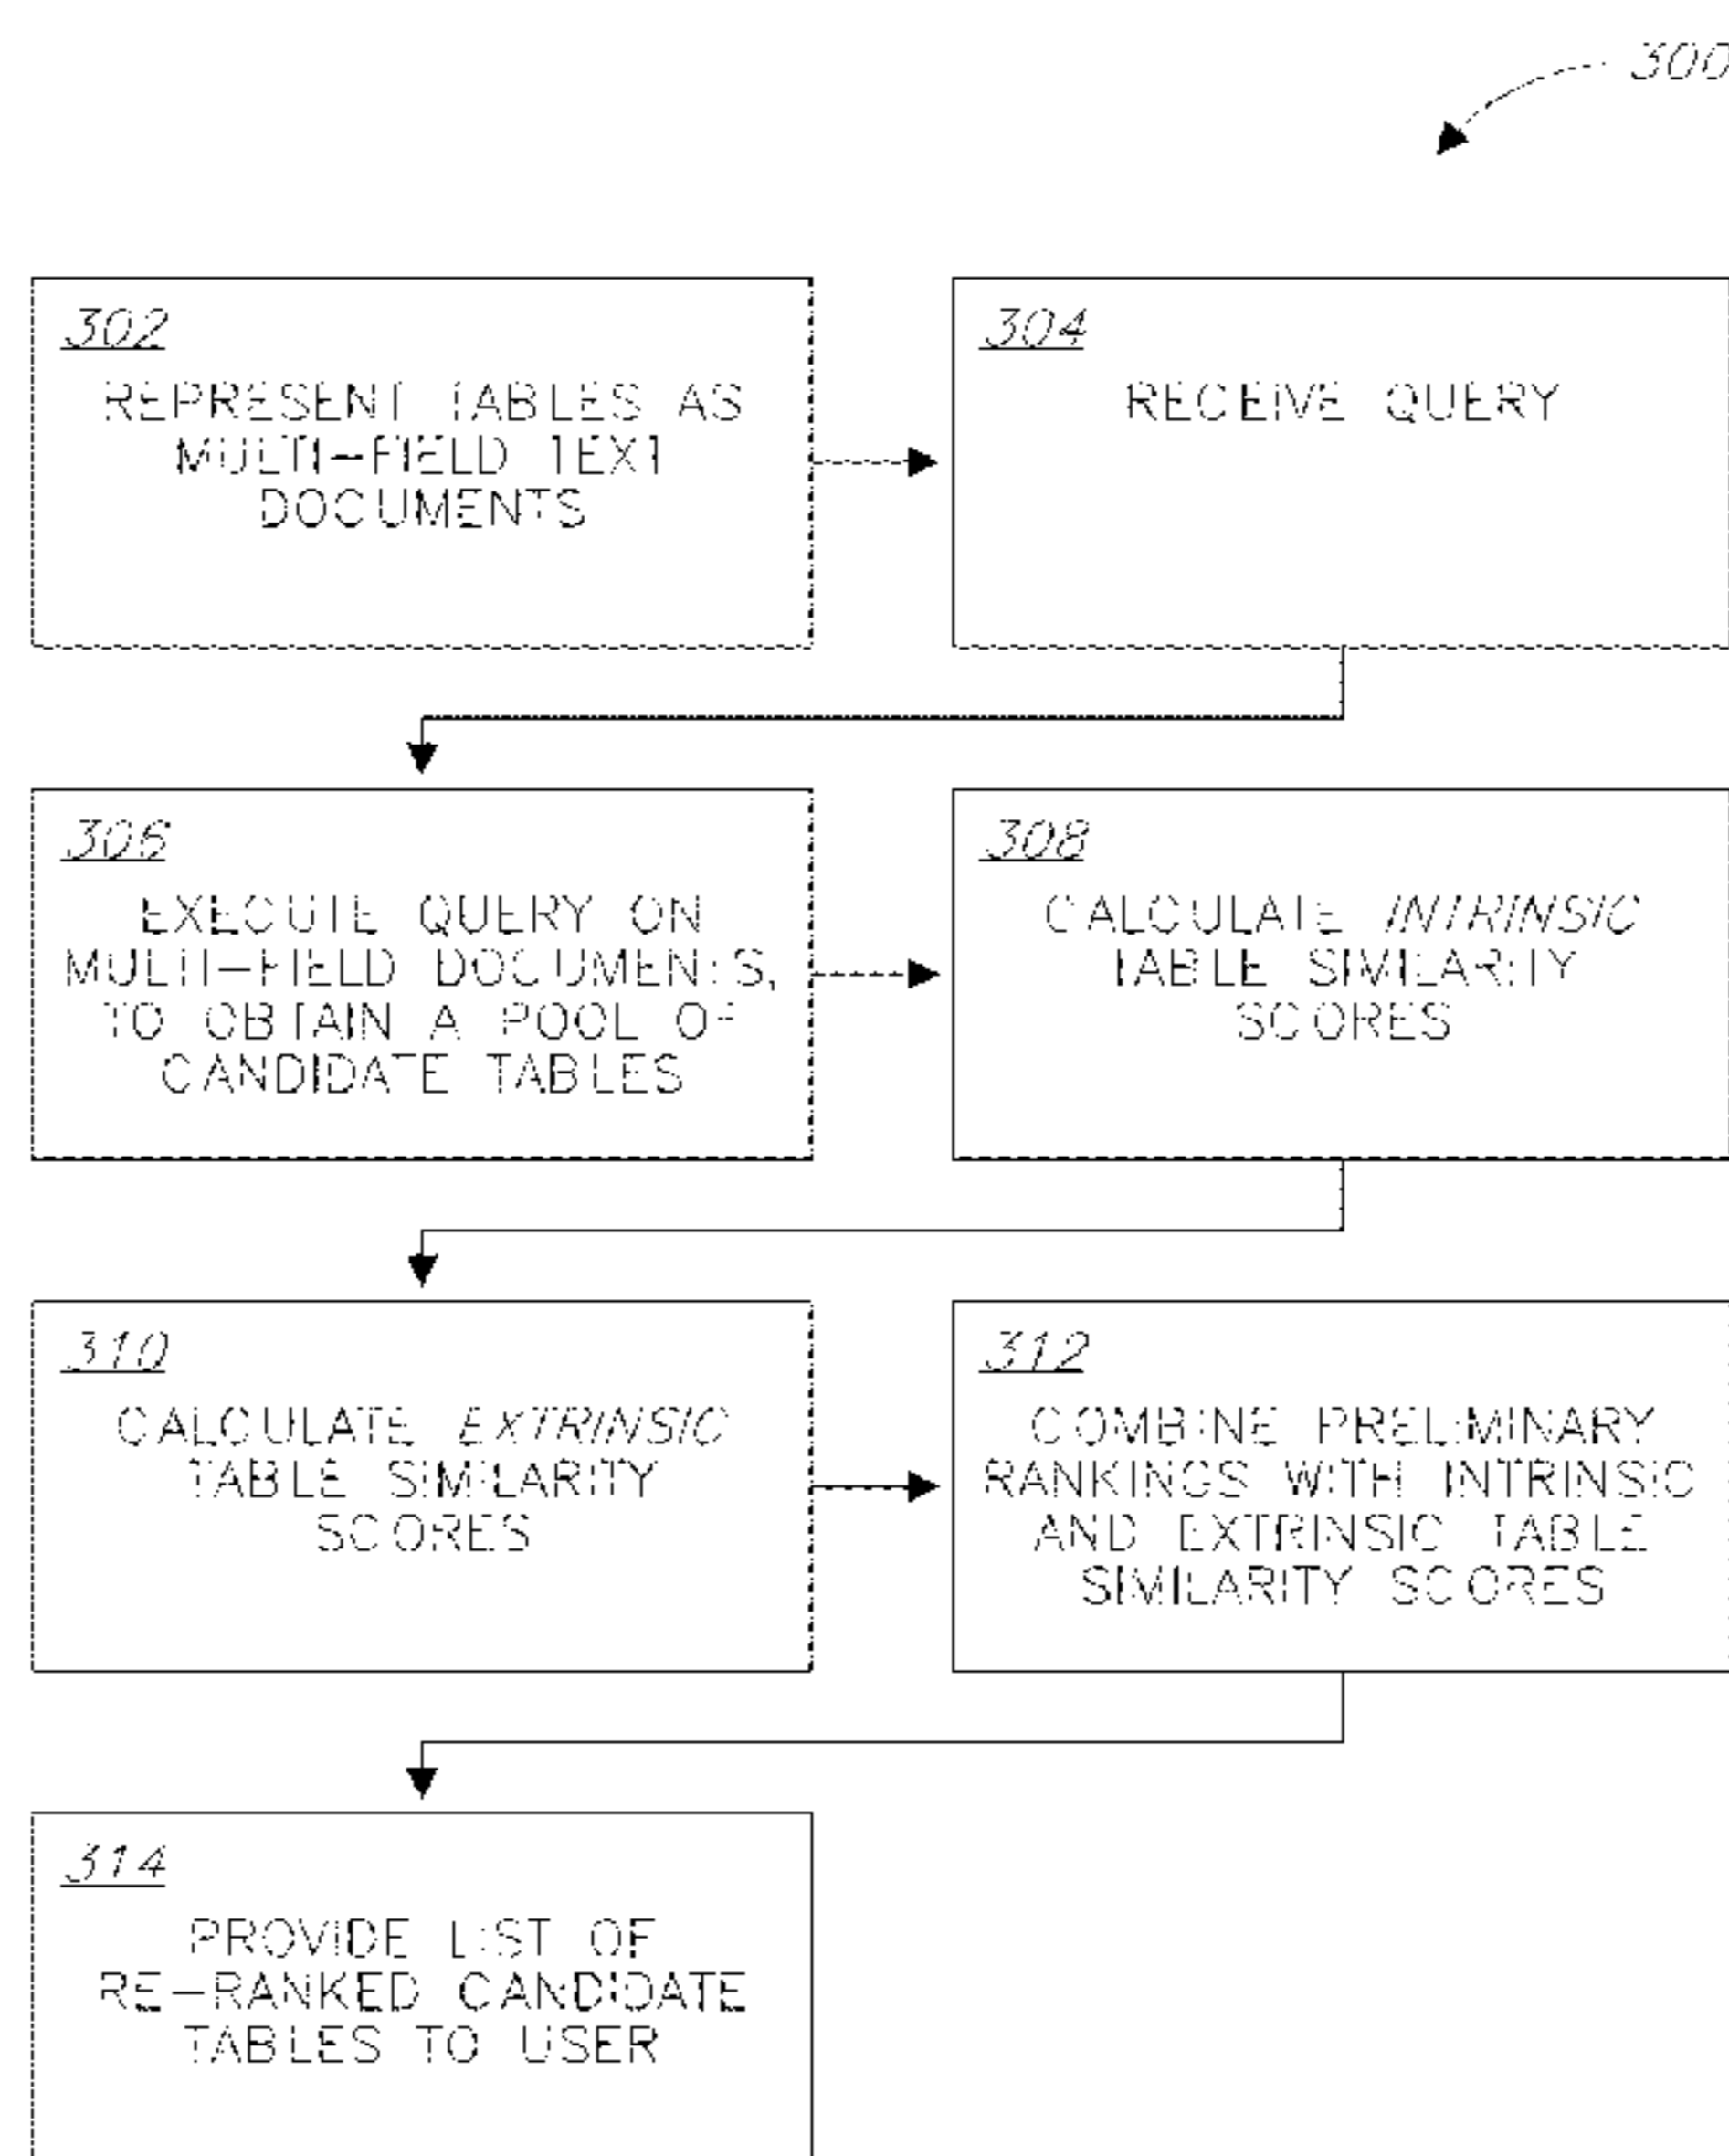 300
302
REPRESENT TABLES AS
MULTI-FIELD TEXT
DOCUMENTS
304
RECEIVE QUERY
306
EXECUTE QUERY ON
MULTI-FIELD DOCUMENTS,
TO OBTAIN A POOL OF
CANDIDATE TABLES
308
CALCULATE INTRINSIC
TABLE SIMILARITY
SCORES
310
CALCULATE EXTRINSIC
TABLE SIMILARITY
SCORES
312
COMBINE PRELIMINARY
RANKINGS WITH INTRINSIC
AND EXTRINSIC TABLE
SIMILARITY SCORES
314
PROVIDE LIST OF
RE-RANKED CANDIDATE
TABLES TO USER